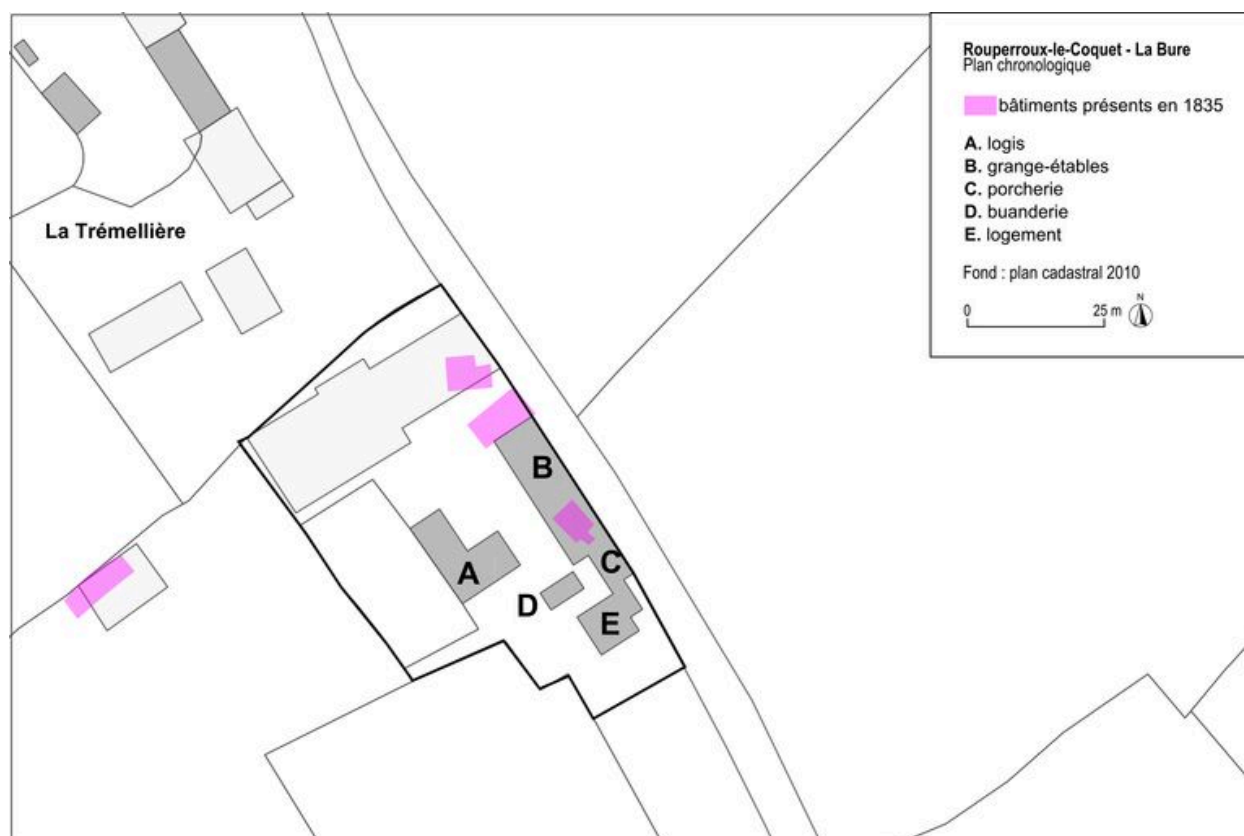 Rouperroux-le-Coquet - La Bure
Plan chronologique
bâtiments présents en 1835
A. logis
B. grange-étables
C. porcherie
D. buanderie
E. logement
Fond : plan cadastral 2010
0 25 m N
La Trémellière
B
A
C
D
E